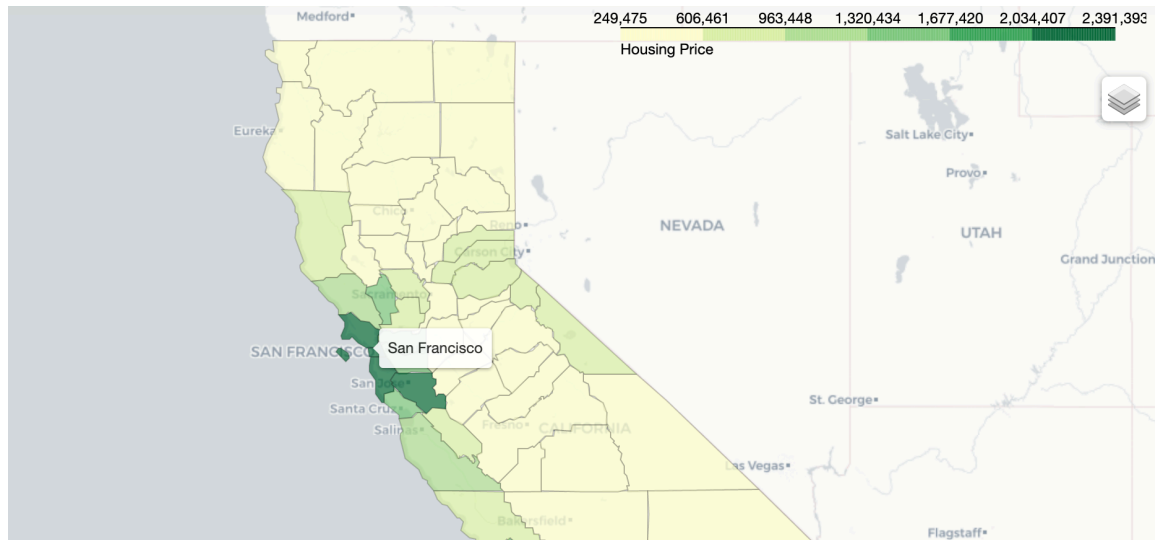 Medford
249,475 606,461 963,448 1,320,434 1,677,420 2,034,407 2,391,393
Housing Price
Eureka
Salt Lake City
Provo
Chico
Reno
NEVADA
UTAH
Carson City
Grand Junction
Sacramento
San Francisco
SAN FRANCISC
San Jose
St. George
Santa Cruz
Salinas
Fresno
CALIFORNIA
Las Vegas
Bakersfield
Flagstaff